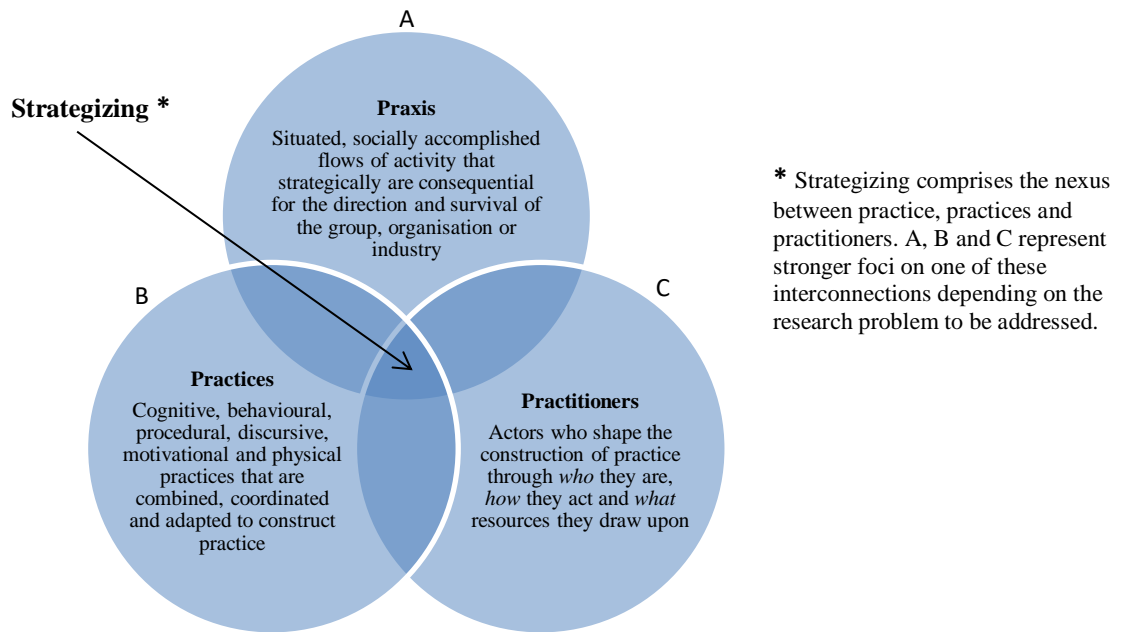 A
Strategizing *
Praxis
Situated, socially accomplished
flows of activity that
strategically are consequential
for the direction and survival of
the group, organisation or
industry
* Strategizing comprises the nexus
between practice, practices and
practitioners. A, B and C represent
stronger foci on one of these
interconnections depending on the
research problem to be addressed.
B
Practices
Cognitive, behavioural,
procedural, discursive,
motivational and physical
practices that are
combined, coordinated
and adapted to construct
practice
C
Practitioners
Actors who shape the
construction of practice
through who they are,
how they act and what
resources they draw upon